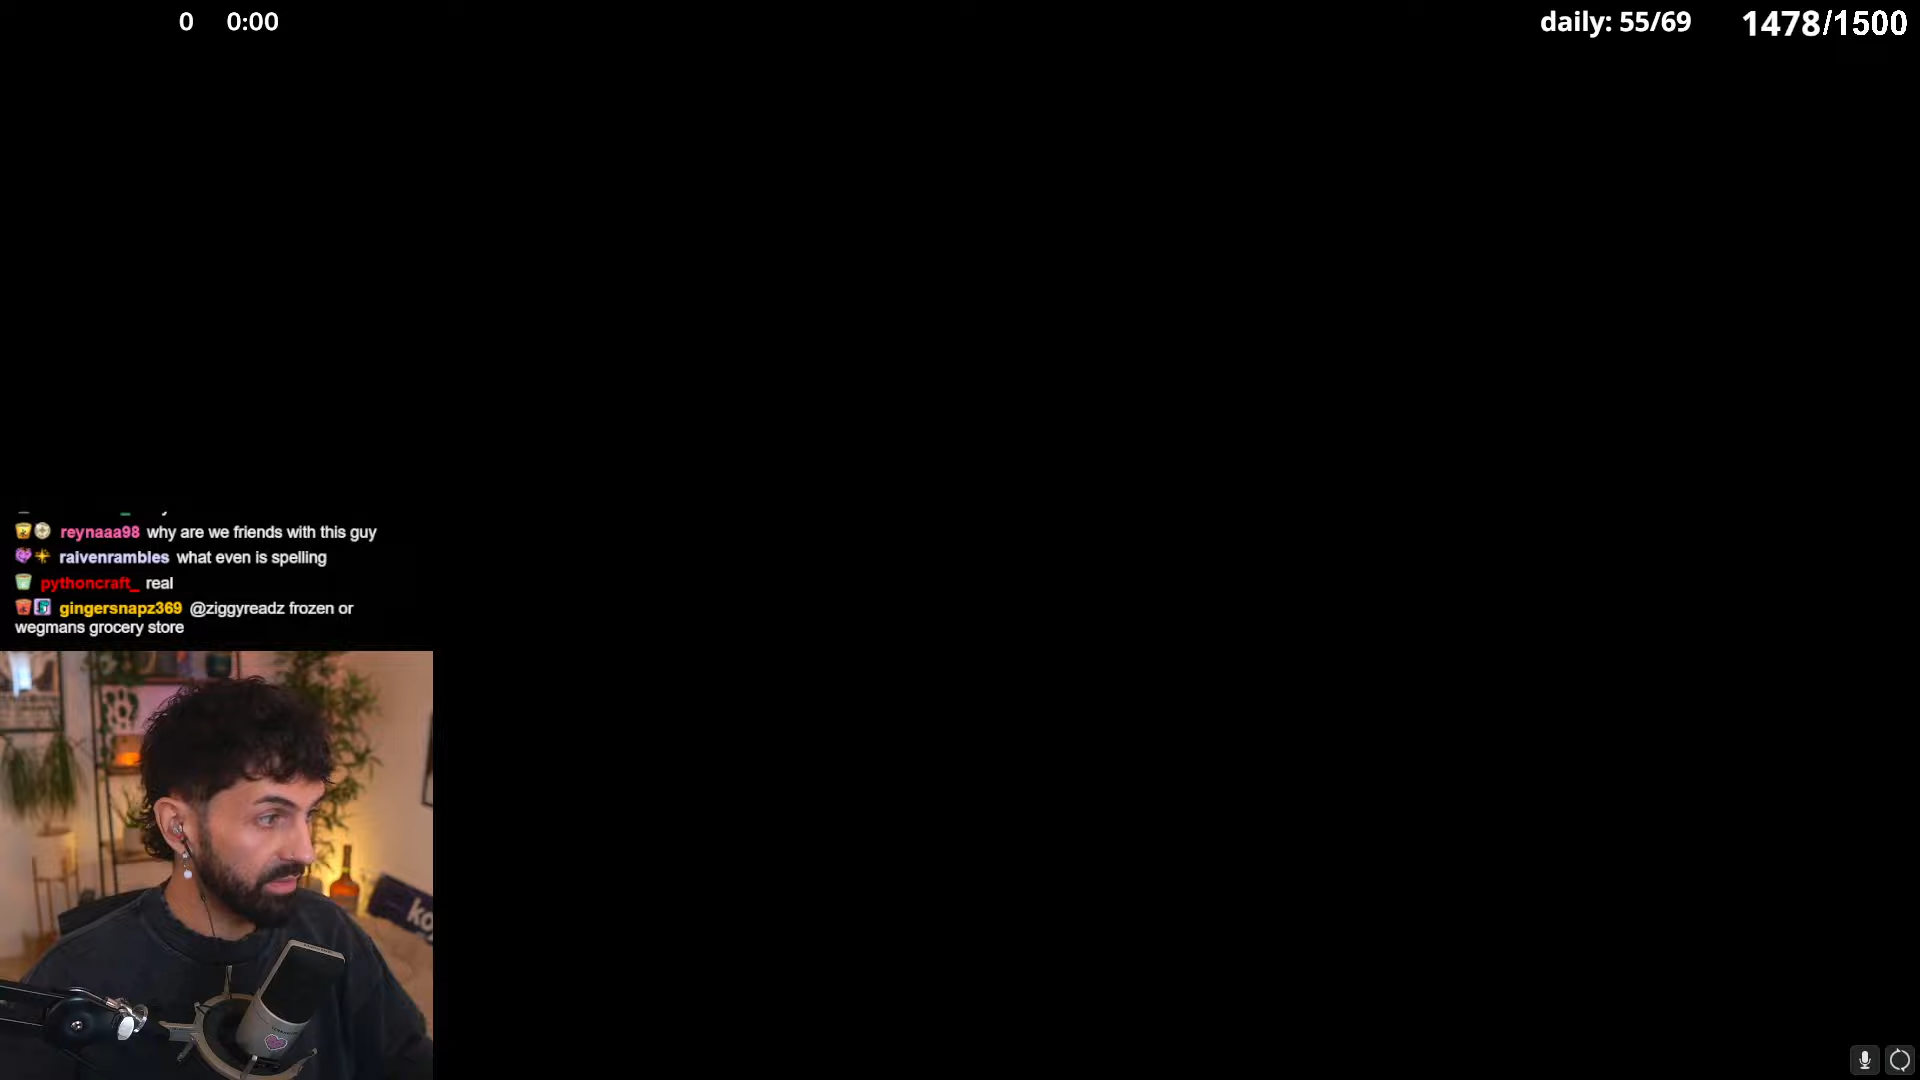 0 0:00
daily: 55/69 1478/1500
reynaaa98 why are we friends with this guy
raivenrambles what even is spelling
pythoncraft_ real
gingersnapz369 @ziggyreadz frozen or
wegmans grocery store